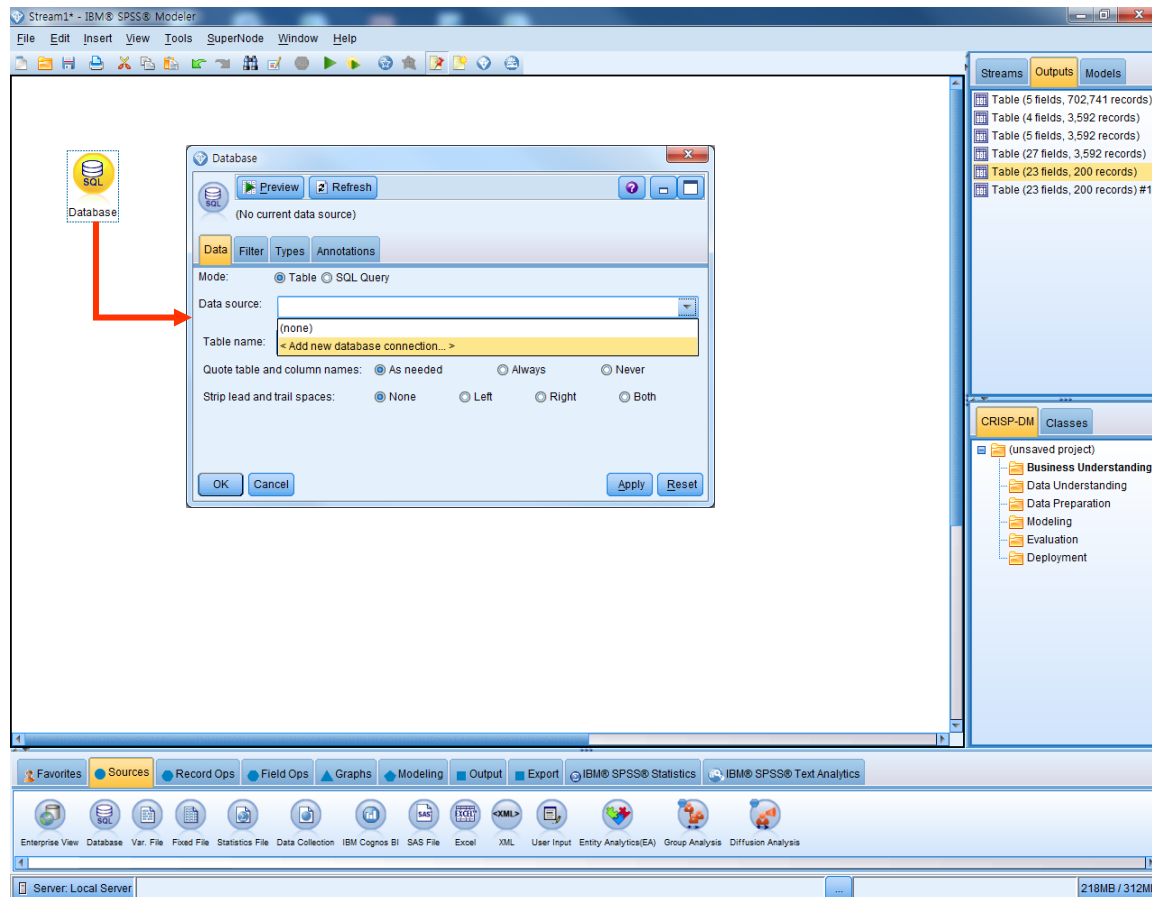 Stream1* - IBM® SPSS® Modeler
File Edit Insert View Tools SuperNode Window Help
Streams Outputs Models
Table (5 fields, 702,741 records)
Table (4 fields, 3,592 records)
Table (5 fields, 3,592 records)
Table (27 fields, 3,592 records)
Table (23 fields, 200 records)
Table (23 fields, 200 records) #1
SQL
Database
Database
Preview Refresh
SQL
(No current data source)
Data Filter Types Annotations
Mode: Table SQL Query
Data source:
(none)
Table name: < Add new database connection... >
Quote table and column names: As needed Always Never
Strip lead and trail spaces: None Left Right Both
OK Cancel Apply Reset
CRISP-DM Classes
(unsaved project)
Business Understanding
Data Understanding
Data Preparation
Modeling
Evaluation
Deployment
Favorites Sources Record Ops Field Ops Graphs Modeling Output Export IBM® SPSS® Statistics IBM® SPSS® Text Analytics
SQL SAS EXCEL <XML>
Enterprise View Database Var. File Fixed File Statistics File Data Collection IBM Cognos BI SAS File Excel XML User Input Entity Analytics(EA) Group Analysis Diffusion Analysis
Server: Local Server ... 218MB / 312M